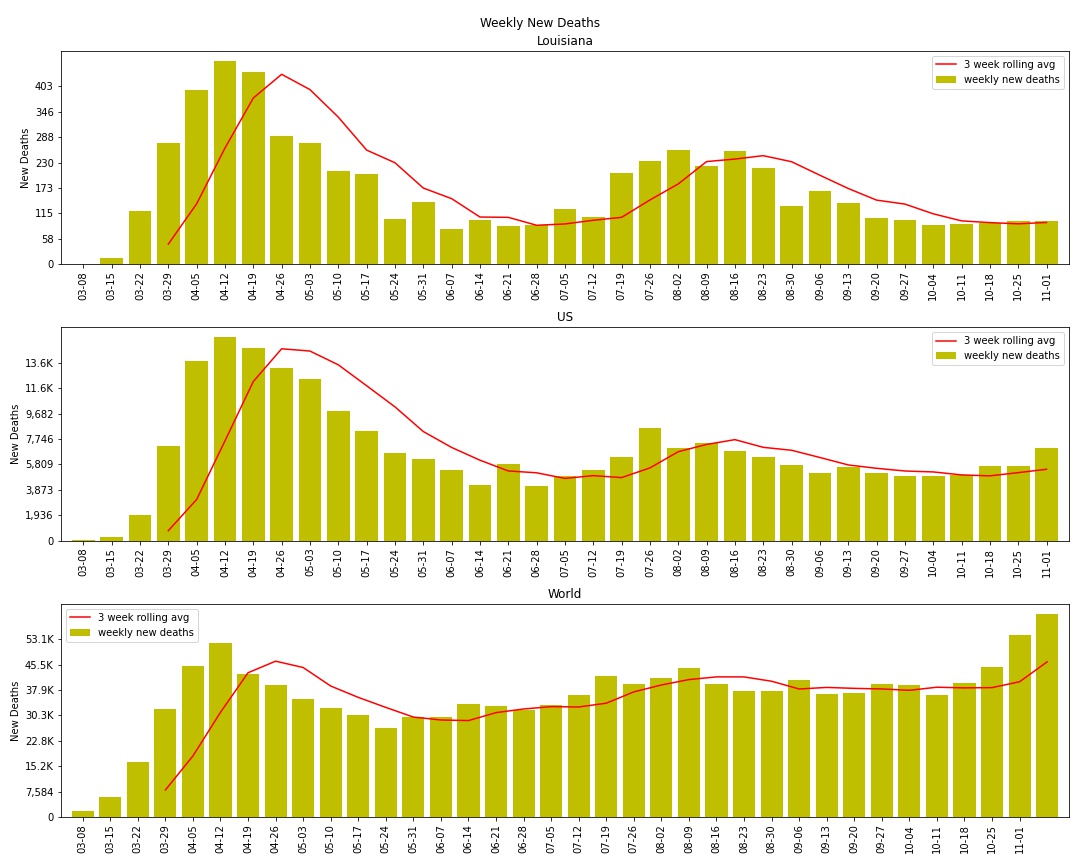 Weekly New Deaths
Louisiana
New Deaths
403
346
288
230
173
115
58
0
3 week rolling avg
weekly new deaths
03-08 03-15 03-22 03-29 04-05 04-12 04-19 04-26 05-03 05-10 05-17 05-24 05-31 06-07 06-14 06-21 06-28 07-05 07-12 07-19 07-26 08-02 08-09 08-16 08-23 08-30 09-06 09-13 09-20 09-27 10-04 10-11 10-18 10-25 11-01
US
New Deaths
13.6K
11.6K
9,682
7,746
5,809
3,873
1,936
0
3 week rolling avg
weekly new deaths
03-08 03-15 03-22 03-29 04-05 04-12 04-19 04-26 05-03 05-10 05-17 05-24 05-31 06-07 06-14 06-21 06-28 07-05 07-12 07-19 07-26 08-02 08-09 08-16 08-23 08-30 09-06 09-13 09-20 09-27 10-04 10-11 10-18 10-25 11-01
World
New Deaths
53.1K
45.5K
37.9K
30.3K
22.8K
15.2K
7,584
0
3 week rolling avg
weekly new deaths
03-08 03-15 03-22 03-29 04-05 04-12 04-19 04-26 05-03 05-10 05-17 05-24 05-31 06-07 06-14 06-21 06-28 07-05 07-12 07-19 07-26 08-02 08-09 08-16 08-23 08-30 09-06 09-13 09-20 09-27 10-04 10-11 10-18 10-25 11-01